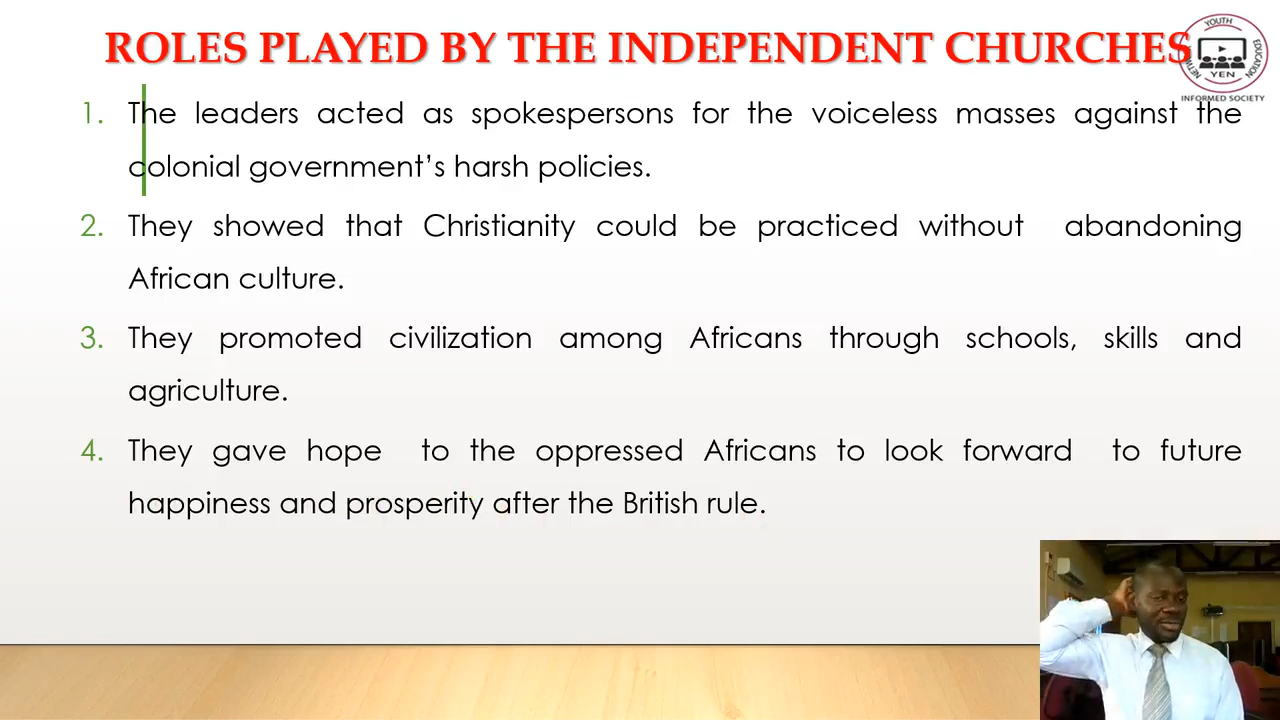 ROLES PLAYED BY THE INDEPENDENT CHURCHES
YOUTH
EDUCATION
NETWORK
YEN
INFORMED SOCIETY
1. The leaders acted as spokespersons for the voiceless masses against the
colonial government’s harsh policies.
2. They showed that Christianity could be practiced without abandoning
African culture.
3. They promoted civilization among Africans through schools, skills and
agriculture.
4. They gave hope to the oppressed Africans to look forward to future
happiness and prosperity after the British rule.